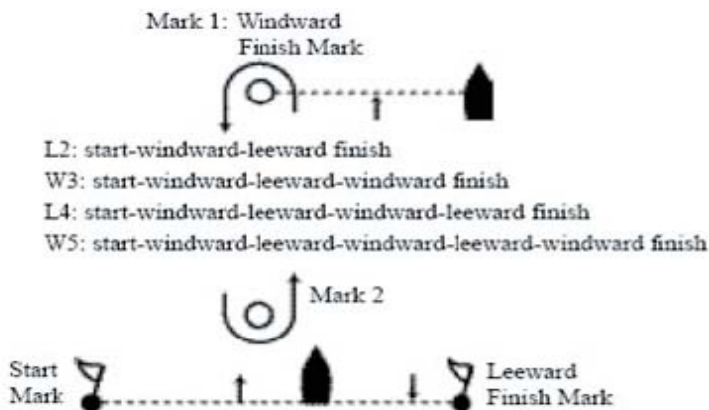 Mark 1: Windward
Finish Mark
L2: start-windward-leeward finish
W3: start-windward-leeward-windward finish
L4: start-windward-leeward-windward-leeward finish
W5: start-windward-leeward-windward-leeward-windward finish
Mark 2
Start
Mark
Leeward
Finish Mark